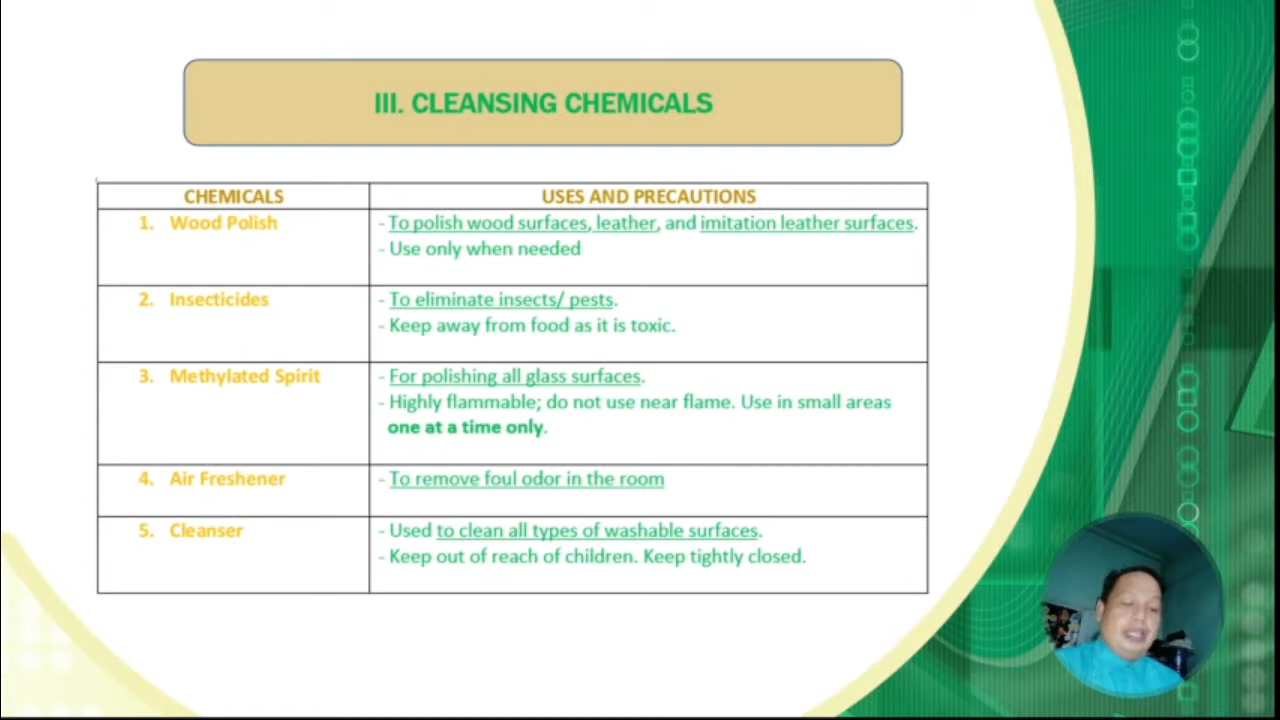 III. CLEANSING CHEMICALS
CHEMICALS
USES AND PRECAUTIONS
1. Wood Polish
- To polish wood surfaces, leather, and imitation leather surfaces.
- Use only when needed
2. Insecticides
- To eliminate insects/ pests.
- Keep away from food as it is toxic.
3. Methylated Spirit
- For polishing all glass surfaces.
- Highly flammable; do not use near flame. Use in small areas
one at a time only.
4. Air Freshener
- To remove foul odor in the room
5. Cleanser
- Used to clean all types of washable surfaces.
- Keep out of reach of children. Keep tightly closed.